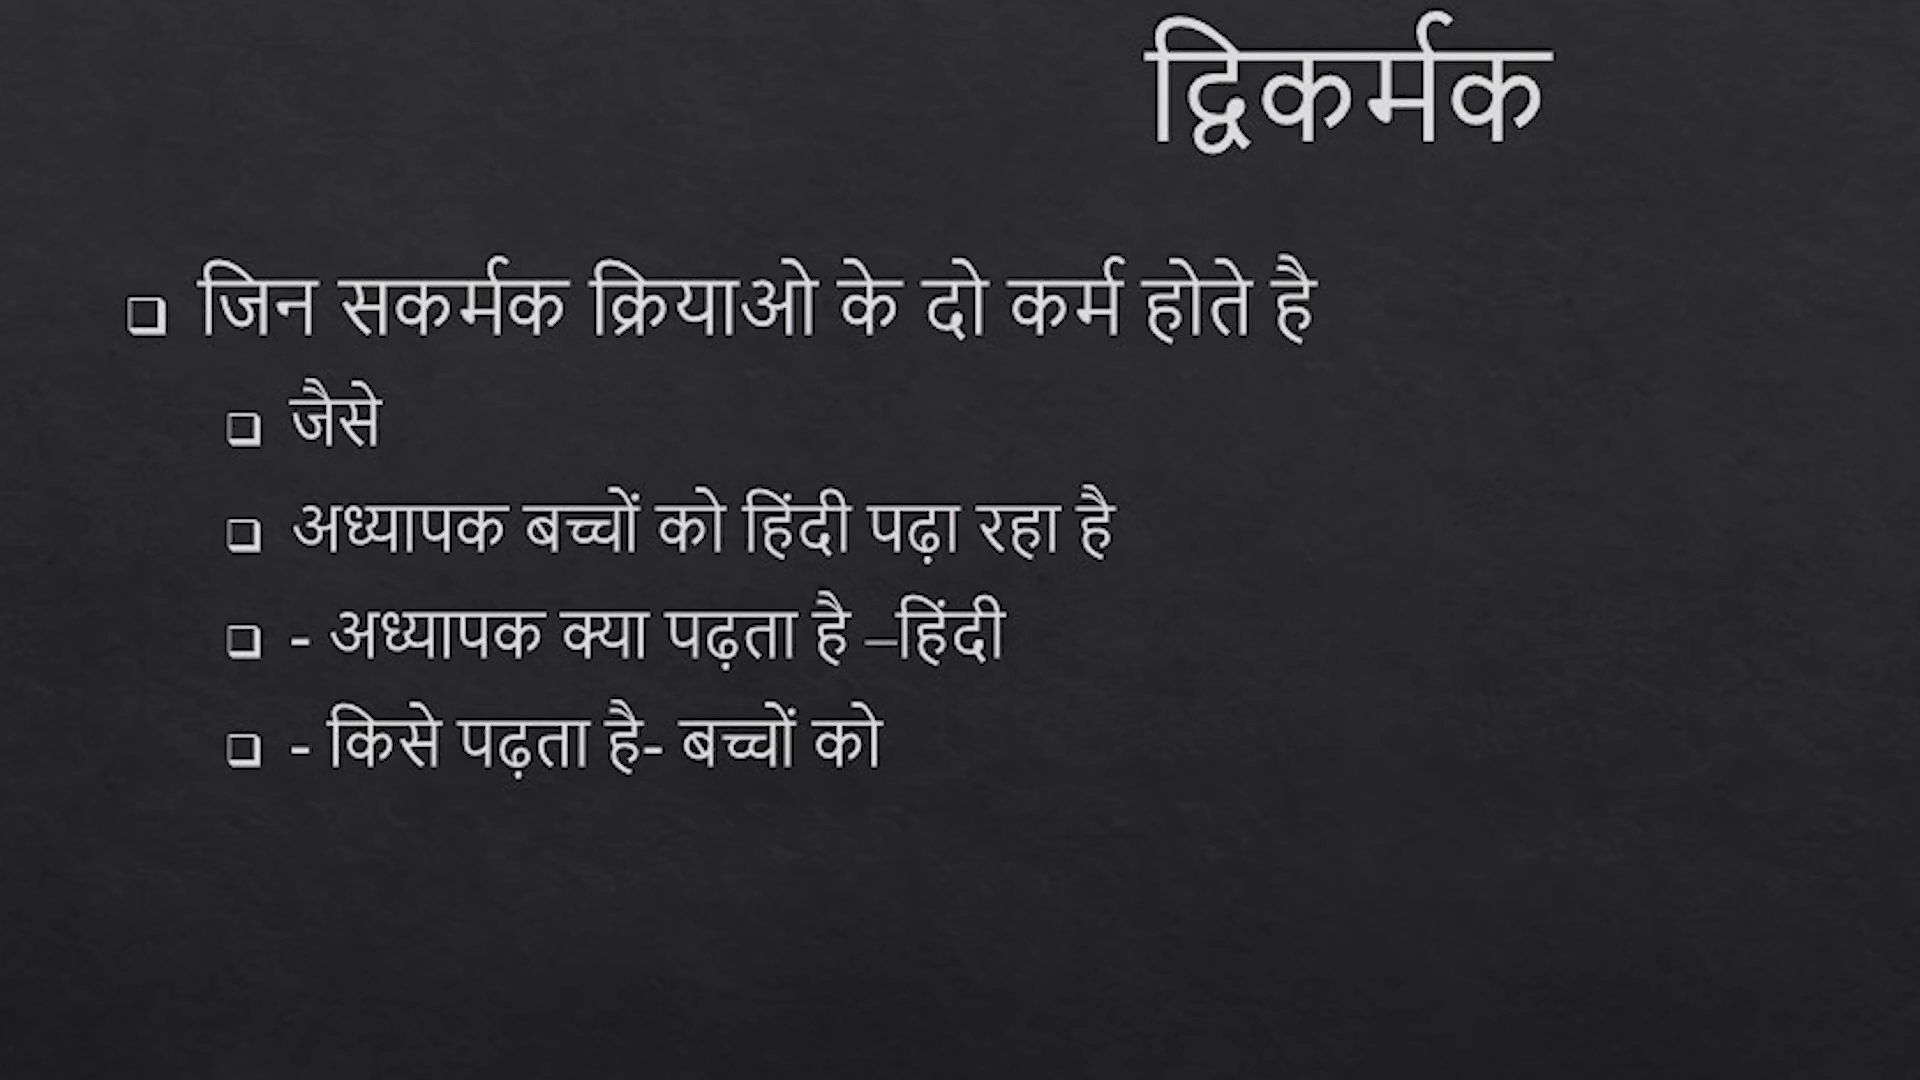 द्विकर्मक
जिन सकर्मक क्रियाओ के दो कर्म होते है
जैसे
अध्यापक बच्चों को हिंदी पढ़ा रहा है
- अध्यापक क्या पढ़ता है –हिंदी
- किसे पढ़ता है- बच्चों को